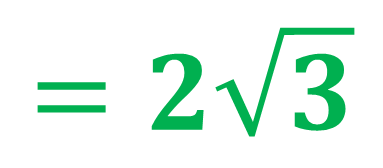 = 2√3